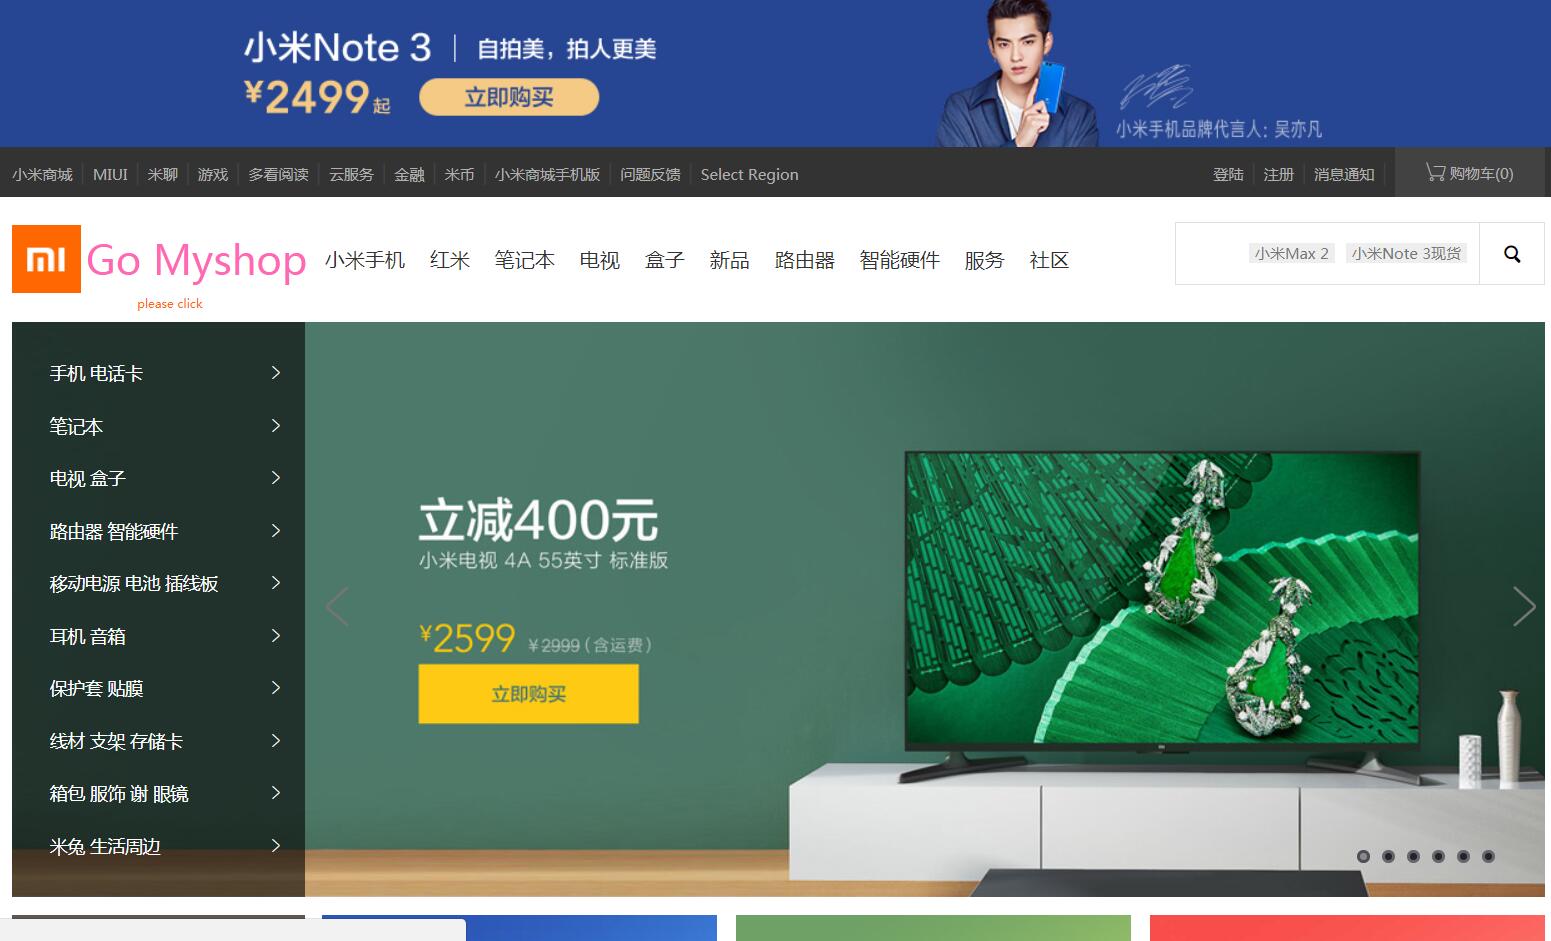 小米Note 3 | 自拍美，拍人更美
¥2499起 立即购买
小米手机品牌代言人：吴亦凡
小米商城 MIUI 米聊 游戏 多看阅读 云服务 金融 米币 小米商城手机版 问题反馈 Select Region 登陆 注册 消息通知 购物车(0)
MI Go Myshop 小米手机 红米 笔记本 电视 盒子 新品 路由器 智能硬件 服务 社区 小米Max 2 小米Note 3现货
please click
手机 电话卡
笔记本
电视 盒子
路由器 智能硬件
移动电源 电池 插线板
耳机 音箱
保护套 贴膜
线材 支架 存储卡
箱包 服饰 谢 眼镜
米兔 生活周边
立减400元
小米电视 4A 55英寸 标准版
¥2599 ¥2999(含运费)
立即购买